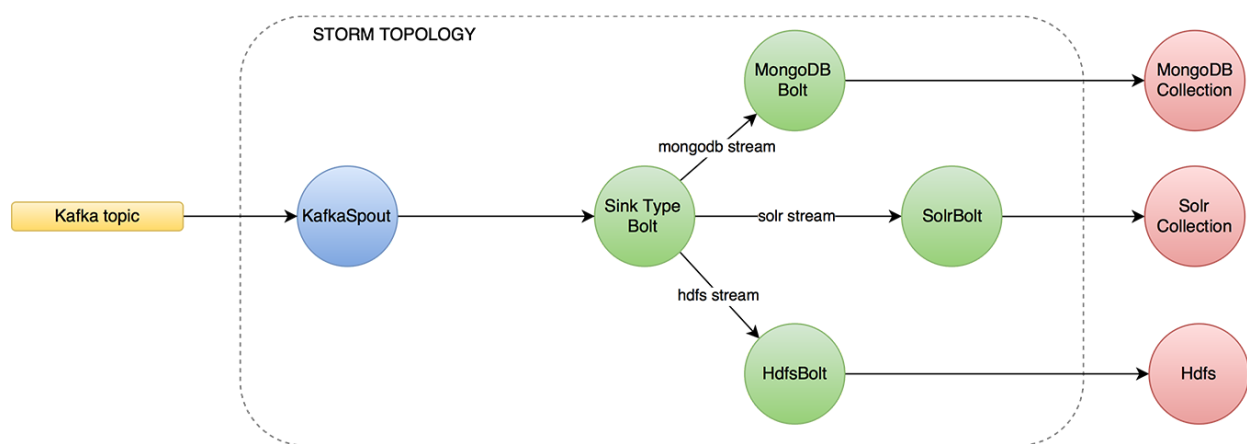 STORM TOPOLOGY
MongoDB
Bolt
MongoDB
Collection
mongodb stream
Kafka topic
KafkaSpout
Sink Type
Bolt
solr stream
SolrBolt
Solr
Collection
hdfs stream
HdfsBolt
Hdfs